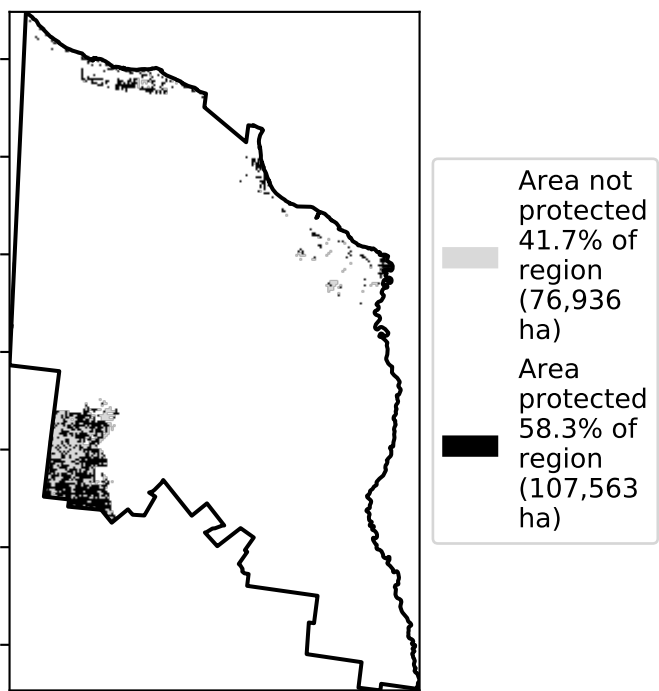 Area not
protected
41.7% of
region
(76,936
ha)
Area
protected
58.3% of
region
(107,563
ha)